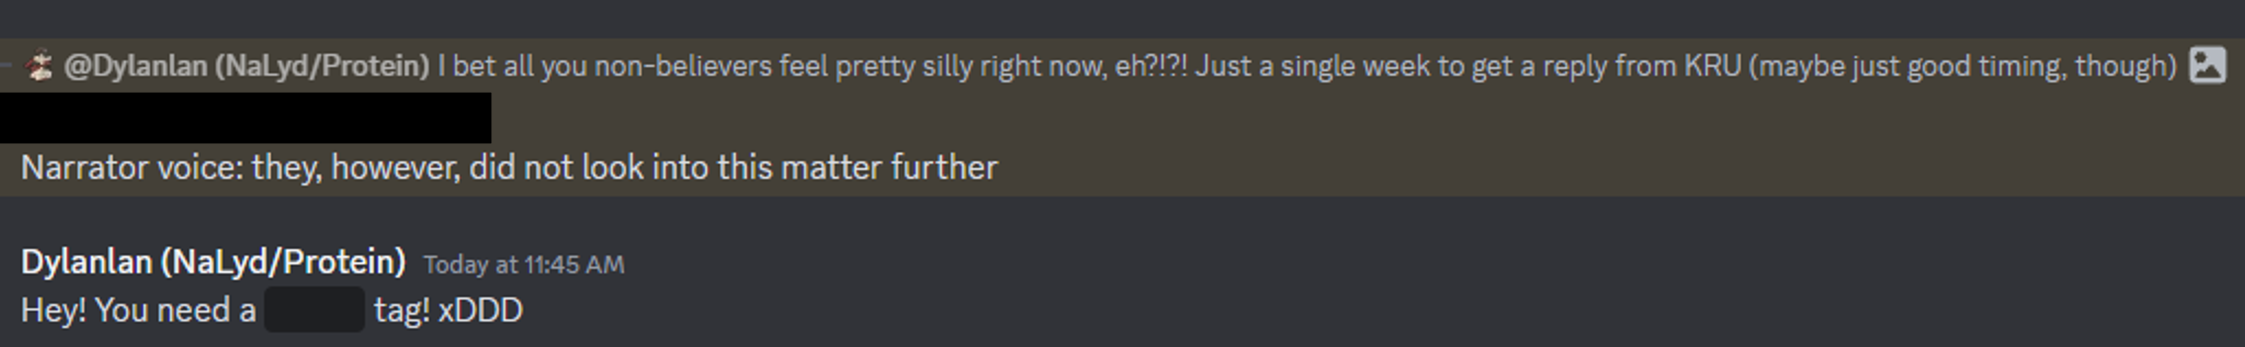 @Dylanlan (NaLyd/Protein) I bet all you non-believers feel pretty silly right now, eh?!?! Just a single week to get a reply from KRU (maybe just good timing, though)
Narrator voice: they, however, did not look into this matter further
Dylanlan (NaLyd/Protein) Today at 11:45 AM
Hey! You need a tag! xDDD